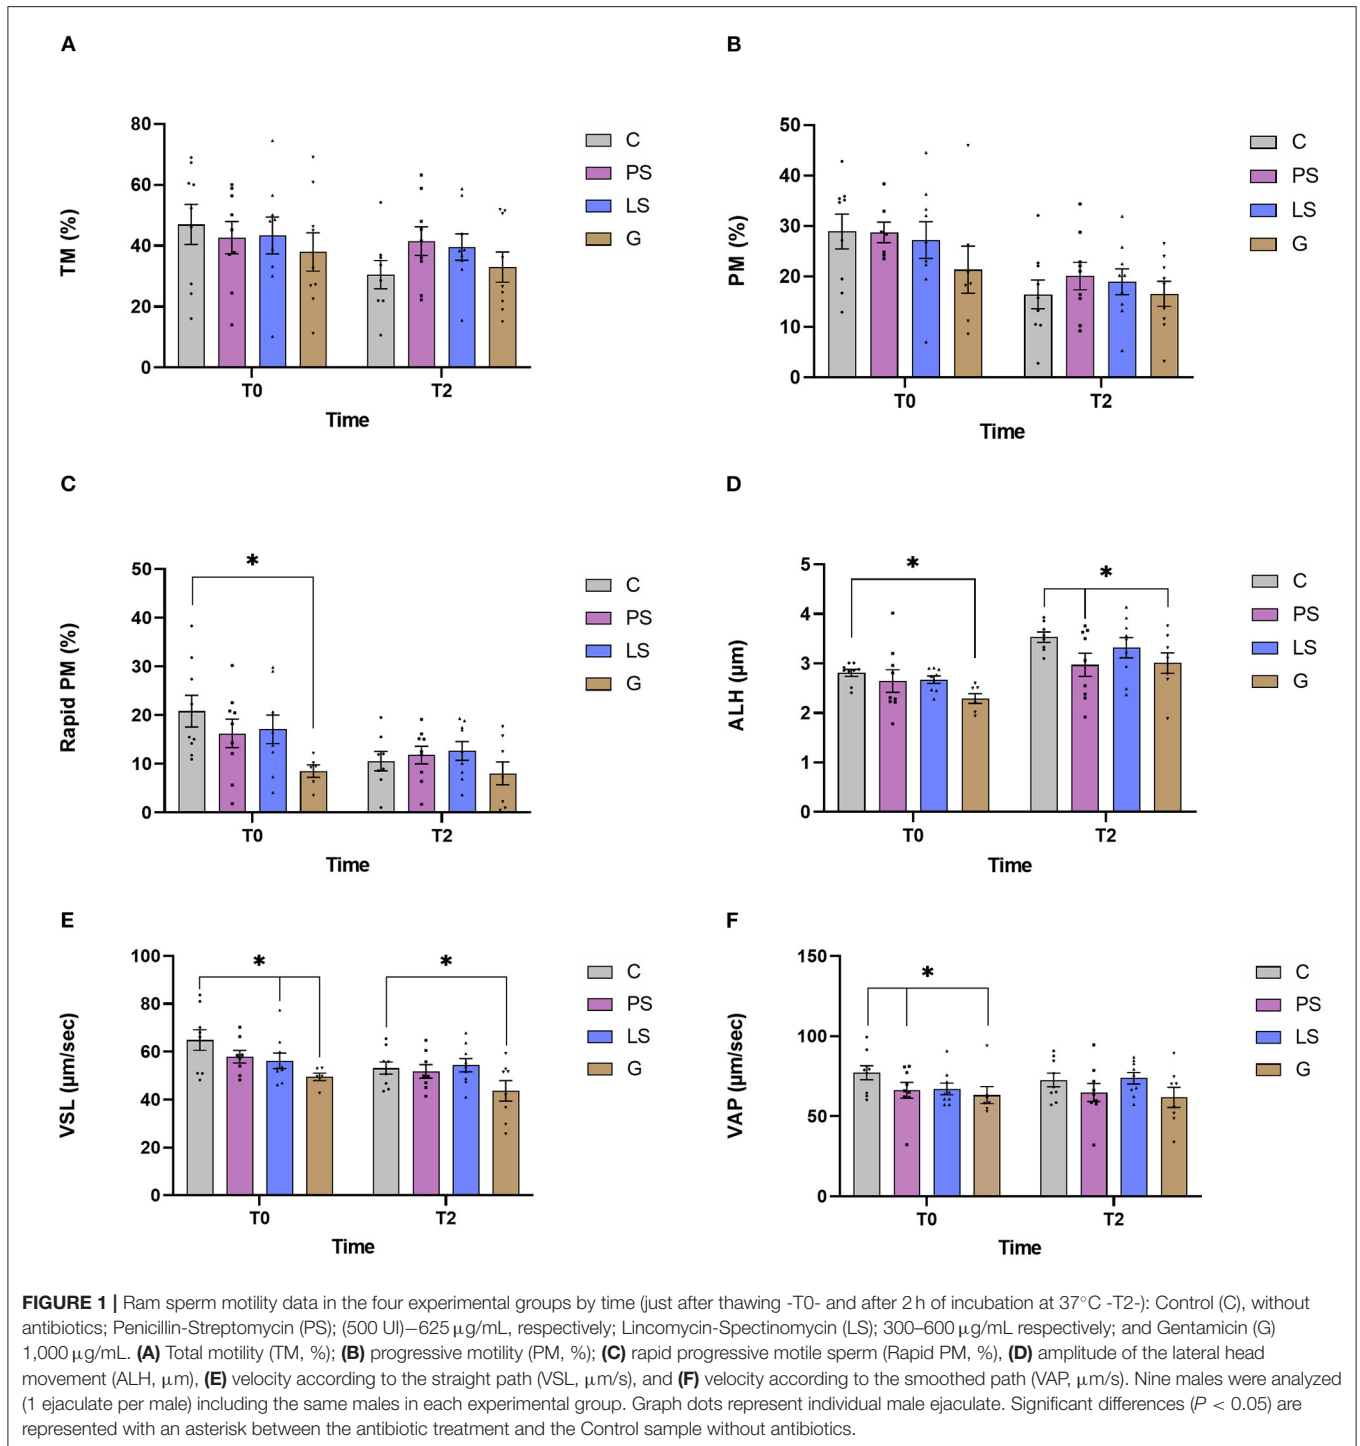 A
TM (%)
80
60
40
20
0
T0
T2
Time
C
PS
LS
G
B
PM (%)
50
40
30
20
10
0
T0
T2
Time
C
PS
LS
G
C
Rapid PM (%)
50
40
30
20
10
0
*
T0
T2
Time
C
PS
LS
G
D
ALH (μm)
5
4
3
2
1
0
*
*
T0
T2
Time
C
PS
LS
G
E
VSL (μm/sec)
100
80
60
40
20
0
*
*
T0
T2
Time
C
PS
LS
G
F
VAP (μm/sec)
150
100
50
0
*
T0
T2
Time
C
PS
LS
G
FIGURE 1 | Ram sperm motility data in the four experimental groups by time (just after thawing -T0- and after 2 h of incubation at 37°C -T2-): Control (C), without
antibiotics; Penicillin-Streptomycin (PS); (500 UI)–625 μg/mL, respectively; Lincomycin-Spectinomycin (LS); 300–600 μg/mL respectively; and Gentamicin (G)
1,000 μg/mL. (A) Total motility (TM, %); (B) progressive motility (PM, %); (C) rapid progressive motile sperm (Rapid PM, %), (D) amplitude of the lateral head
movement (ALH, μm), (E) velocity according to the straight path (VSL, μm/s), and (F) velocity according to the smoothed path (VAP, μm/s). Nine males were analyzed
(1 ejaculate per male) including the same males in each experimental group. Graph dots represent individual male ejaculate. Significant differences (P < 0.05) are
represented with an asterisk between the antibiotic treatment and the Control sample without antibiotics.